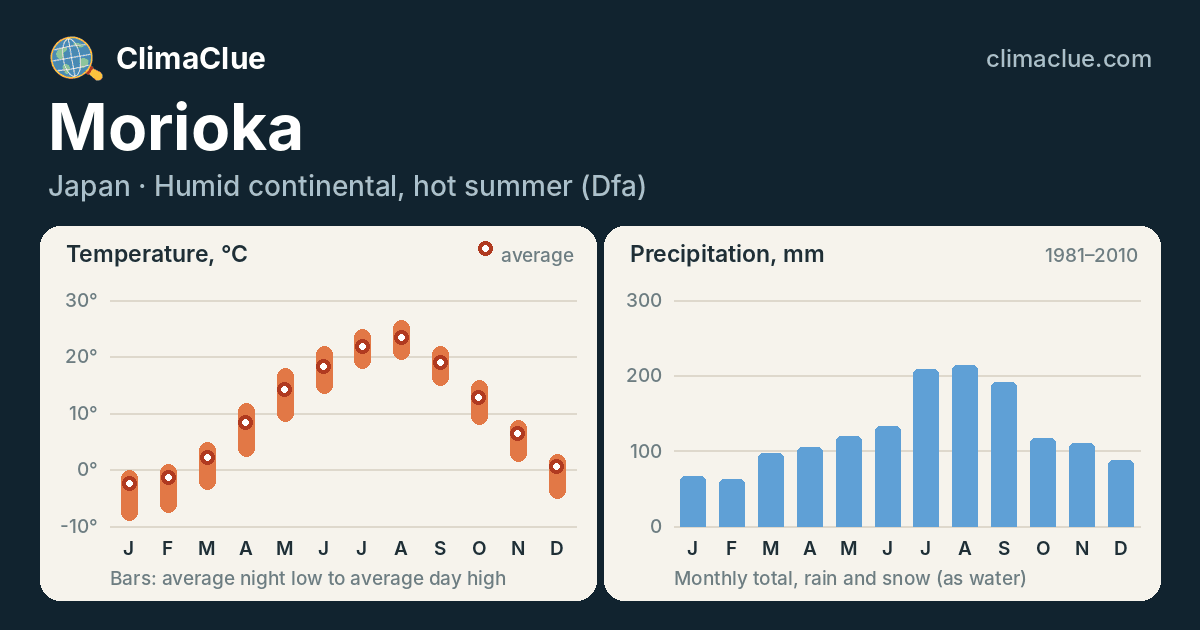 ClimaClue
climaclue.com
Morioka
Japan · Humid continental, hot summer (Dfa)
Temperature, °C
average
30°
20°
10°
0°
-10°
J F M A M J J A S O N D
Bars: average night low to average day high
Precipitation, mm
1981–2010
300
200
100
0
J F M A M J J A S O N D
Monthly total, rain and snow (as water)